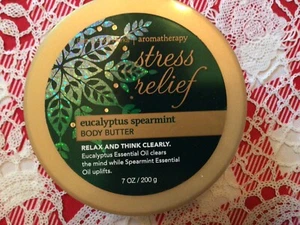 aromatherapy
stress
relief
eucalyptus spearmint
BODY BUTTER
RELAX AND THINK CLEARLY.
Eucalyptus Essential Oil clears
the mind while Spearmint Essential
Oil uplifts.
7 OZ / 200 g